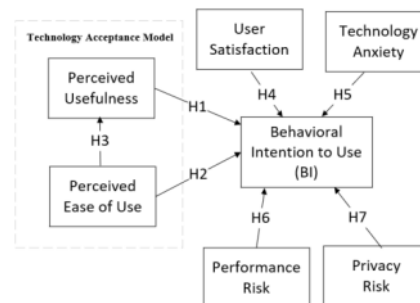 Technology Acceptance Model
User
Satisfaction
Technology
Anxiety
Perceived
Usefulness
H1
H4
H5
H3
Behavioral
Intention to Use
(BI)
Perceived
Ease of Use
H2
H6
H7
Performance
Risk
Privacy
Risk